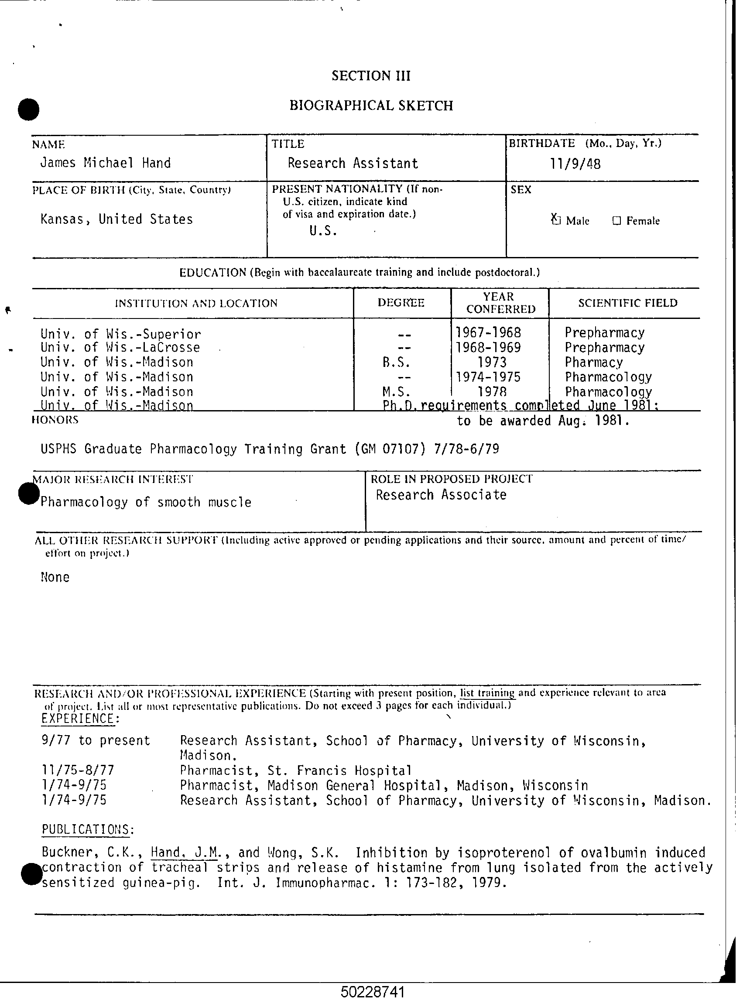 SECTION III
BIOGRAPHICAL SKETCH
NAME TITLE BIRTHDATE (Mo., Day, Yr.)
James Michael Hand Research Assistant 11/9/48
PLACE OF BIRTH (City, State, Country) PRESENT NATIONALITY (If non- SEX
U.S. citizen, indicate kind
of visa and expiration date.)
Kansas, United States X Male Female
U.S.
EDUCATION (Begin with baccalaureate training and include postdoctoral.)
INSTITUTION AND LOCATION DEGREE YEAR CONFERRED SCIENTIFIC FIELD
Univ. of Wis.-Superior -- 1967-1968 Prepharmacy
Univ. of Wis.-LaCrosse -- 1968-1969 Prepharmacy
Univ. of Wis.-Madison B.S. 1973 Pharmacy
Univ. of Wis.-Madison -- 1974-1975 Pharmacology
Univ. of Wis.-Madison M.S. 1978 Pharmacology
Univ. of Wis.-Madison Ph.D. requirements completed June 1981;
HONORS to be awarded Aug. 1981.
USPHS Graduate Pharmacology Training Grant (GM 07107) 7/78-6/79
MAJOR RESEARCH INTEREST ROLE IN PROPOSED PROJECT
Pharmacology of smooth muscle Research Associate
ALL OTHER RESEARCH SUPPORT (Including active approved or pending applications and their source, amount and percent of time/
effort on project.)
None
RESEARCH AND/OR PROFESSIONAL EXPERIENCE (Starting with present position, list training and experience relevant to area
of project. List all or most representative publications. Do not exceed 3 pages for each individual.)
EXPERIENCE:
9/77 to present Research Assistant, School of Pharmacy, University of Wisconsin,
Madison.
11/75-8/77 Pharmacist, St. Francis Hospital
1/74-9/75 Pharmacist, Madison General Hospital, Madison, Wisconsin
1/74-9/75 Research Assistant, School of Pharmacy, University of Wisconsin, Madison.
PUBLICATIONS:
Buckner, C.K., Hand, J.M., and Wong, S.K. Inhibition by isoproterenol of ovalbumin induced
contraction of tracheal strips and release of histamine from lung isolated from the actively
sensitized guinea-pig. Int. J. Immunopharmac. 1: 173-182, 1979.
50228741